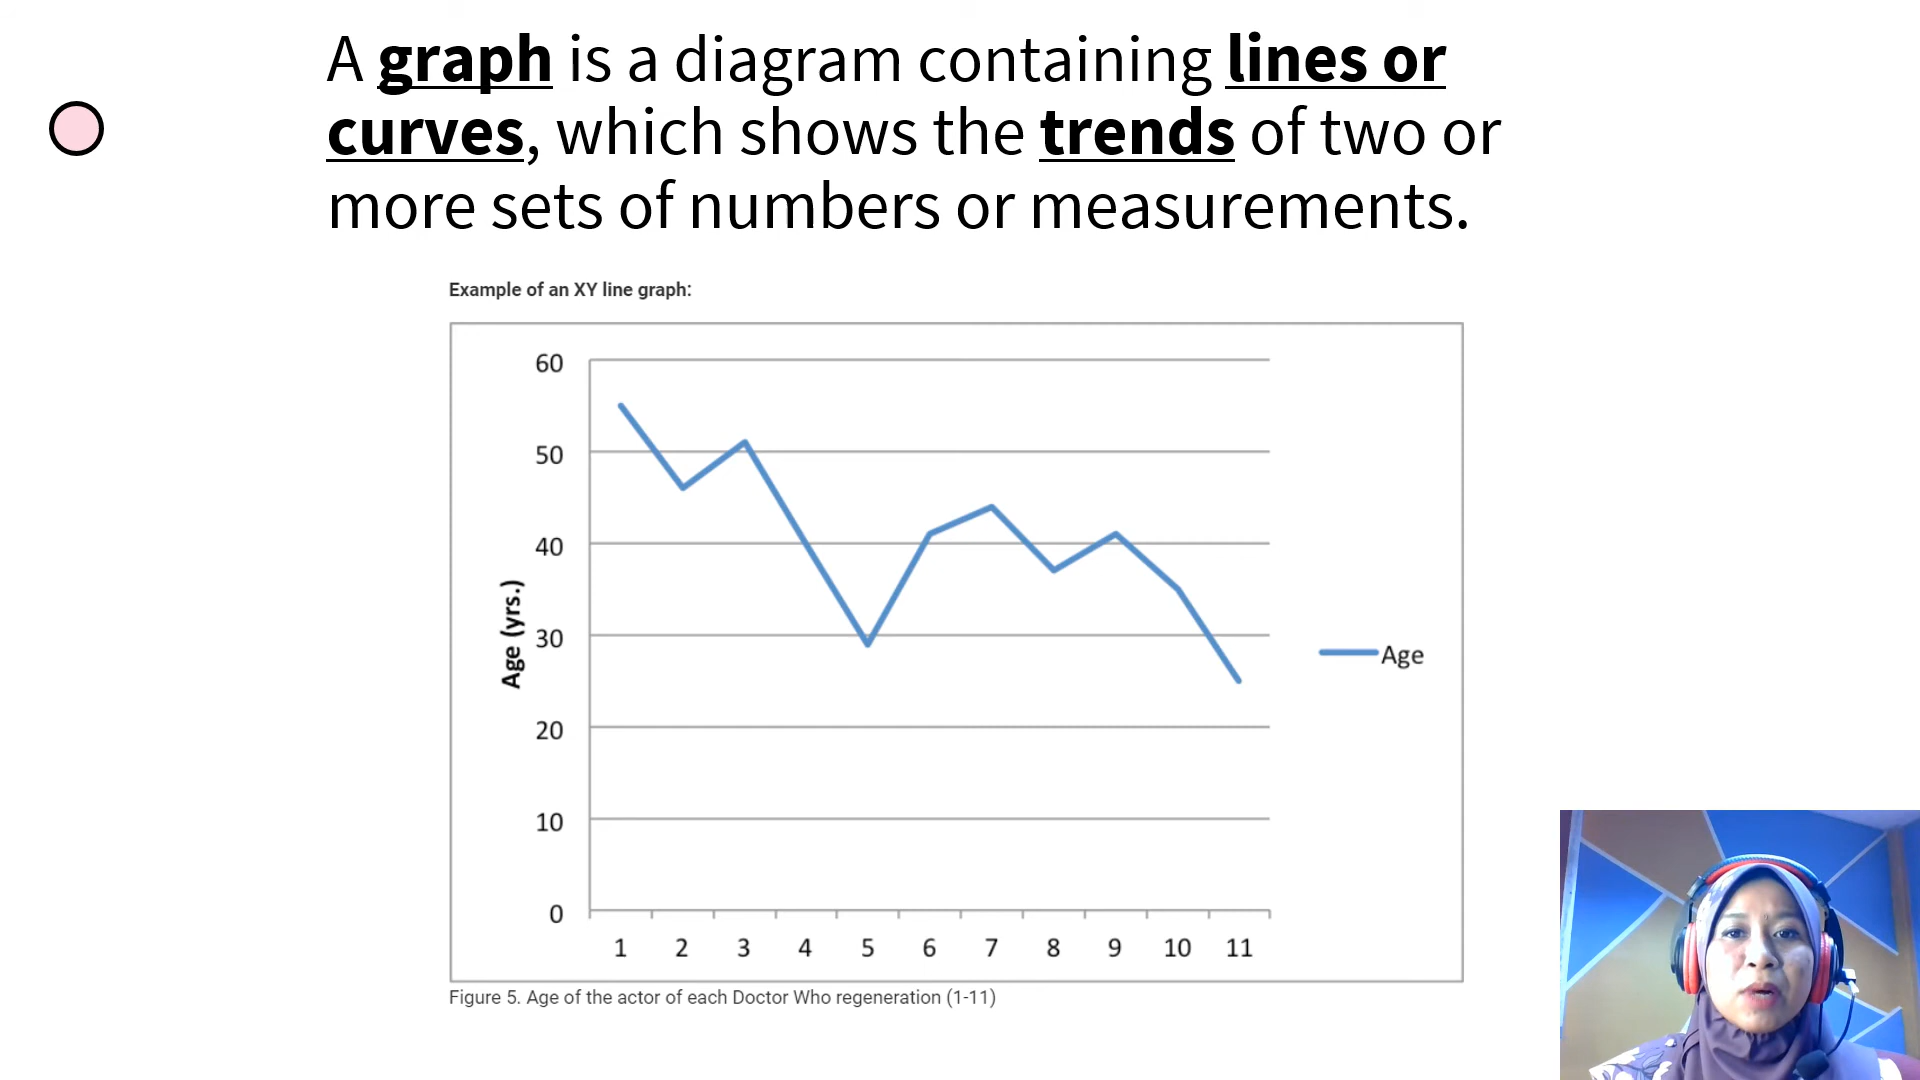 A graph is a diagram containing lines or
curves, which shows the trends of two or
more sets of numbers or measurements.
Example of an XY line graph:
60
50
40
30
20
10
0
Age (yrs.)
1 2 3 4 5 6 7 8 9 10 11
Age
Figure 5. Age of the actor of each Doctor Who regeneration (1-11)